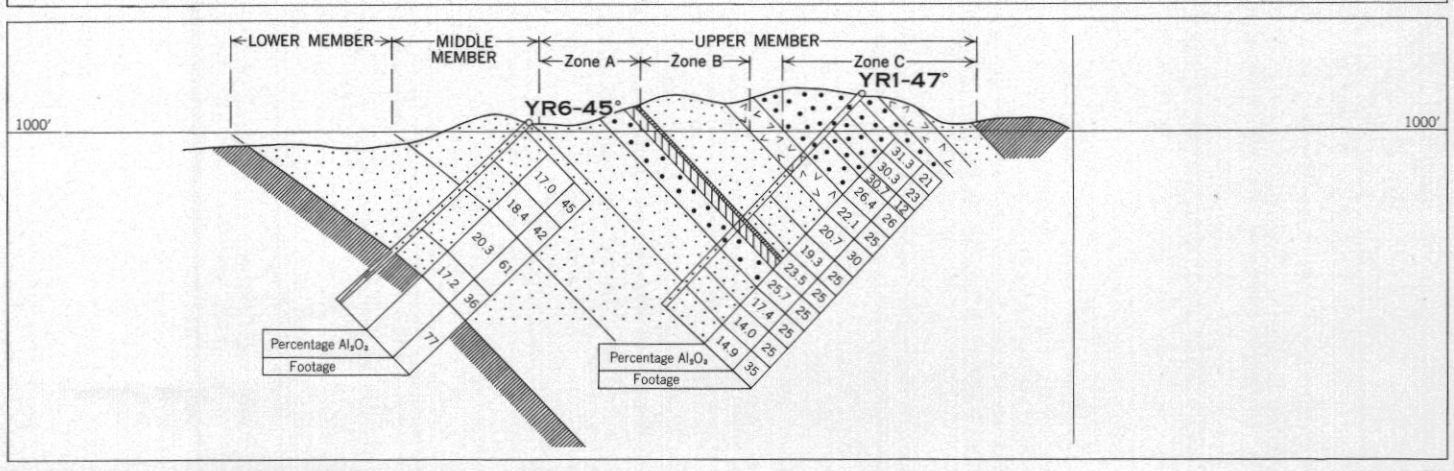 LOWER MEMBER
MIDDLE
MEMBER
UPPER MEMBER
Zone A
Zone B
Zone C
YR1-47°
YR6-45°
1000'
1000'
17.0 45
18.4 42
20.3 61
17.2 36
77
Percentage Al₂O₃
Footage
31.3 21
30.3 23
30.7 12
26.4 26
22.1 25
20.7 30
19.3 25
23.5 25
25.7 25
17.4 25
14.0 25
14.9 35
Percentage Al₂O₃
Footage